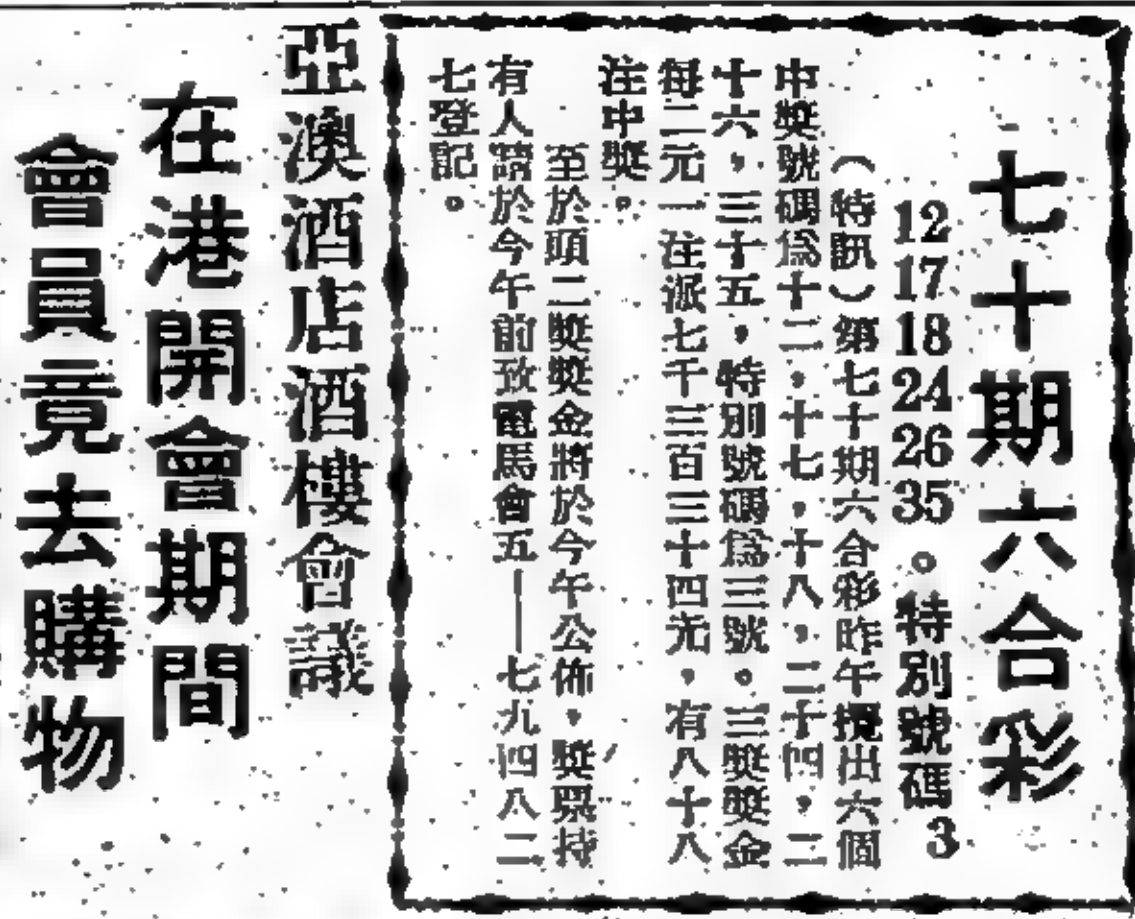 七十期六合彩
12 17 18 24 26 35。特別號碼3
(特訊)第七十期六合彩昨午攪出六個
中獎號碼為十二,十七,十八,二十四,二
十六,三十五,特別號碼為三號。三獎獎金
每二元一注派七千三百三十四元,有八十八
注中獎。
至於頭二獎獎金將於今午公佈,獎票持
有人請於今午前致電馬會五——七九四八二
七登記。
亞澳酒店酒樓會議
在港開會期間
會員竟去購物